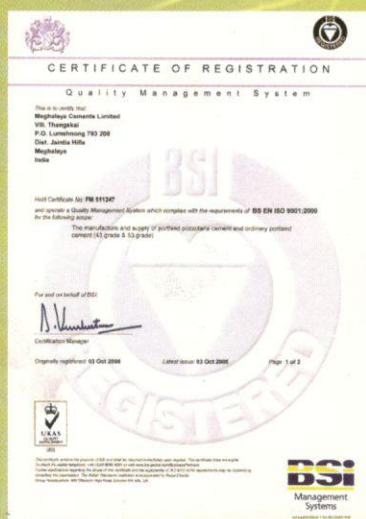 CERTIFICATE OF REGISTRATION
Quality Management System
This is to certify that:
Meghalaya Cements Limited
Vill. Thangskai
P.O. Lumshnong 793 200
Dist. Jaintia Hills
Meghalaya
India
BSI
Hold Certificate No: FM 511247
and operate a Quality Management System which complies with the requirements of BS EN ISO 9001:2000
for the following scope:
The manufacture and supply of portland pozzolana cement and ordinary portland
cement (43 grade & 53 grade)
For and on behalf of BSI:
Certification Manager
Originally registered: 03 Oct 2006 Latest Issue: 03 Oct 2006 Page: 1 of 2
REGISTERED
UKAS
QUALITY
MANAGEMENT
BSi
Management
Systems